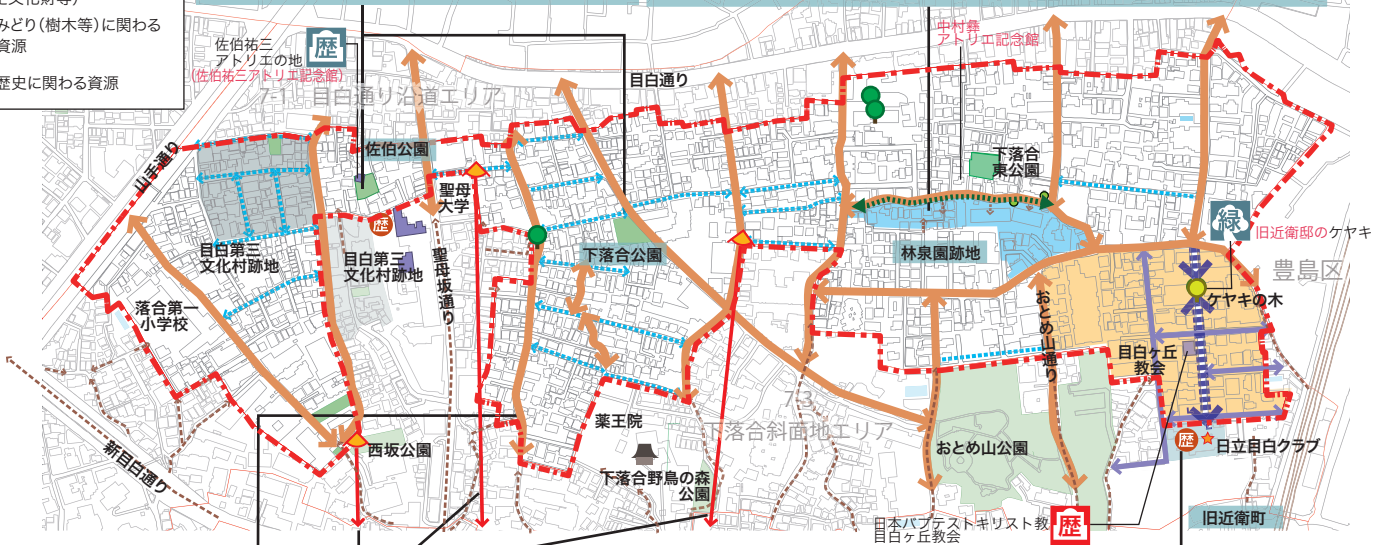 みどり(樹木等)に関わる
資源
歴史に関わる資源
佐伯祐三
アトリエの地
(佐伯祐三アトリエ記念館)
歴
7-1 目白通り沿道エリア
目白通り
中村彝
アトリエ記念館
山手通り
佐伯公園
聖母
大学
歴
下落合
東公園
緑
旧近衛邸のケヤキ
豊島区
目白第三
文化村跡地
目白第三
文化村跡地
聖母坂通り
下落合公園
林泉園跡地
おとめ山通り
ケヤキの木
落合第一
小学校
目白ヶ丘
教会
7-3
下落合斜面地エリア
薬王院
西坂公園
新目白通り
おとめ山公園
歴
日立目白クラブ
下落合野鳥の森
公園
日本バプテストキリスト教
目白ヶ丘教会
歴
旧近衛町